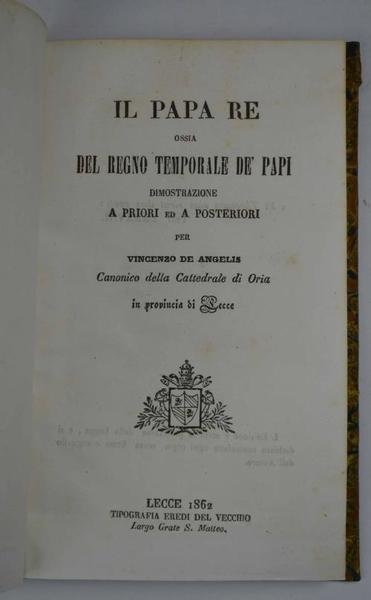 IL PAPA RE
OSSIA
DEL REGNO TEMPORALE DE' PAPI
DIMOSTRAZIONE
A PRIORI ED A POSTERIORI
PER
VINCENZO DE ANGELIS
Canonico della Cattedrale di Oria
in provincia di Lecce
LECCE 1862
TIPOGRAFIA EREDI DEL VECCHIO
Largo Grate S. Matteo.